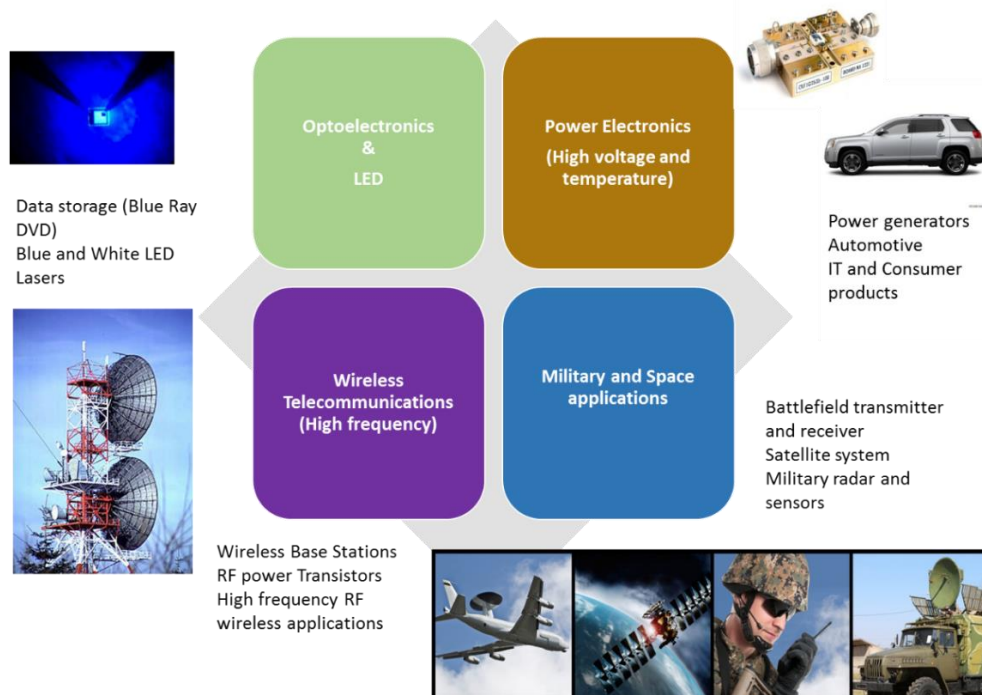 Optoelectronics
&
LED
Power Electronics
(High voltage and
temperature)
Data storage (Blue Ray
DVD)
Blue and White LED
Lasers
Power generators
Automotive
IT and Consumer
products
Wireless
Telecommunications
(High frequency)
Military and Space
applications
Battlefield transmitter
and receiver
Satellite system
Military radar and
sensors
Wireless Base Stations
RF power Transistors
High frequency RF
wireless applications